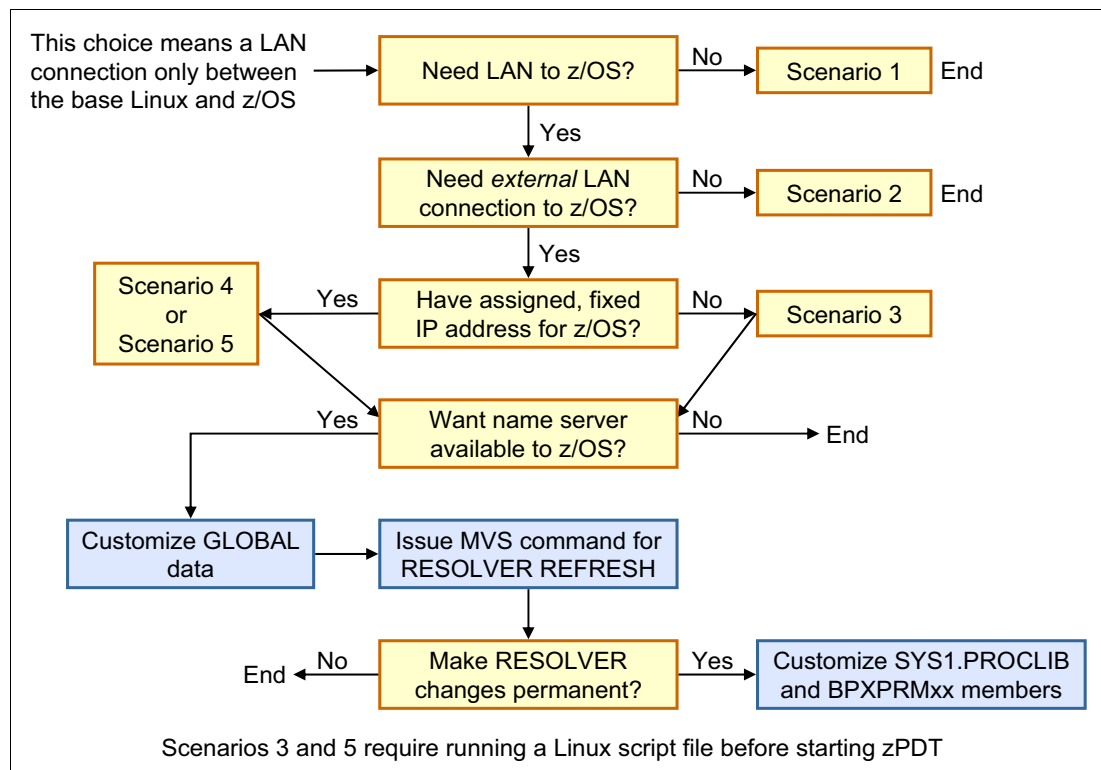 This choice means a LAN
connection only between
the base Linux and z/OS
Need LAN to z/OS?
No
Scenario 1
End
Yes
Need external LAN
connection to z/OS?
No
Scenario 2
End
Yes
Scenario 4
or
Scenario 5
Yes
Have assigned, fixed
IP address for z/OS?
No
Scenario 3
Yes
Want name server
available to z/OS?
No
End
Customize GLOBAL
data
Issue MVS command for
RESOLVER REFRESH
End
No
Make RESOLVER
changes permanent?
Yes
Customize SYS1.PROCLIB
and BPXPRMxx members
Scenarios 3 and 5 require running a Linux script file before starting zPDT